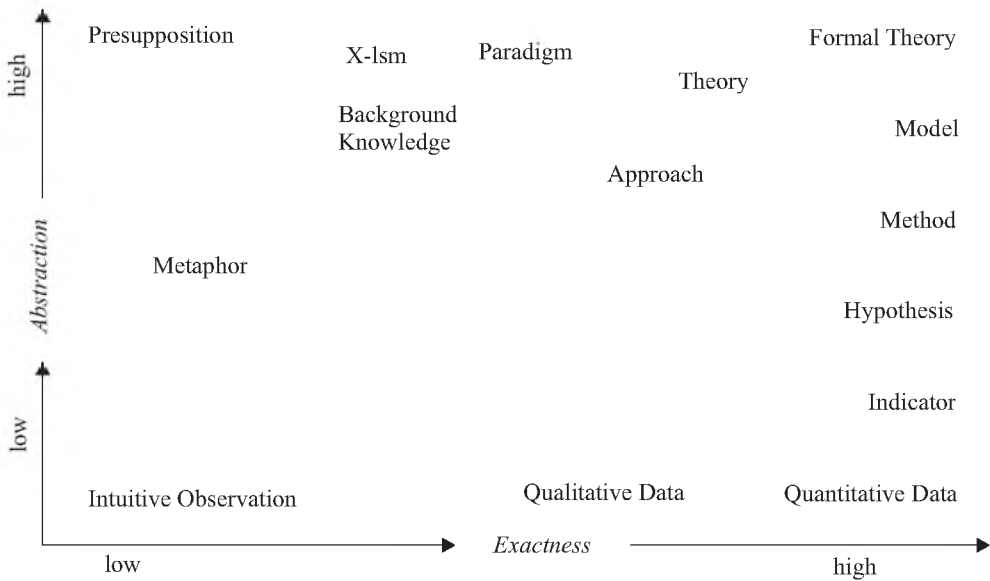 Presupposition
X-lsm
Paradigm
Formal Theory
Theory
high
Background
Knowledge
Model
Approach
Method
Abstraction
Metaphor
Hypothesis
Indicator
low
Intuitive Observation
Qualitative Data
Quantitative Data
Exactness
low
high